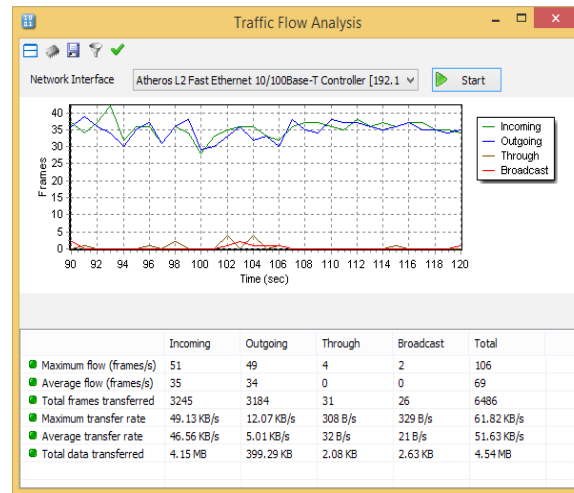 Traffic Flow Analysis
Network Interface Atheros L2 Fast Ethernet 10/100Base-T Controller [192.1 Start
40
35
30
25
20
15
10
5
0
Frames
90 92 94 96 98 100 102 104 106 108 110 112 114 116 118 120
Time (sec)
Incoming
Outgoing
Through
Broadcast
Incoming Outgoing Through Broadcast Total
Maximum flow (frames/s) 51 49 4 2 106
Average flow (frames/s) 35 34 0 0 69
Total frames transferred 3245 3184 31 26 6486
Maximum transfer rate 49.13 KB/s 12.07 KB/s 308 B/s 329 B/s 61.82 KB/s
Average transfer rate 46.56 KB/s 5.01 KB/s 32 B/s 21 B/s 51.63 KB/s
Total data transferred 4.15 MB 399.29 KB 2.08 KB 2.63 KB 4.54 MB